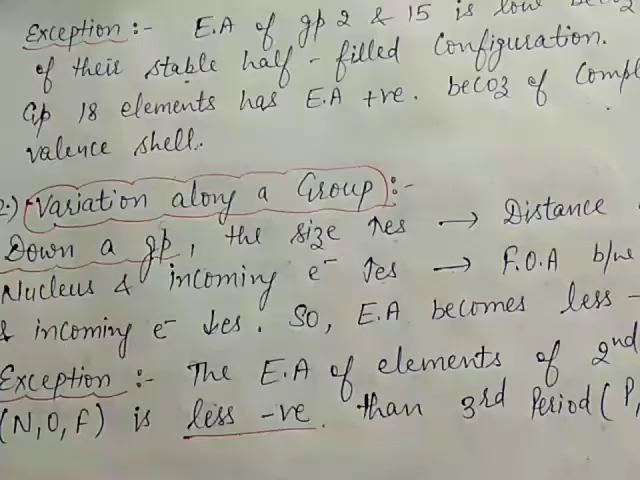 Exception :- E.A of gp 2 & 15 is low becoz
of their stable half-filled configuration.
Gp 18 elements has E.A +ve. becoz of
valence shell.
2.) Variation along a Group :-
Down a gp, the size ↑es → Distance
Nucleus & incoming e⁻ ↑es → F.O.A b/w
& incoming e⁻ ↓es. So, E.A becomes less -
Exception :- The E.A of elements of 2nd
(N,O,F) is less -ve. than 3rd Period (P,